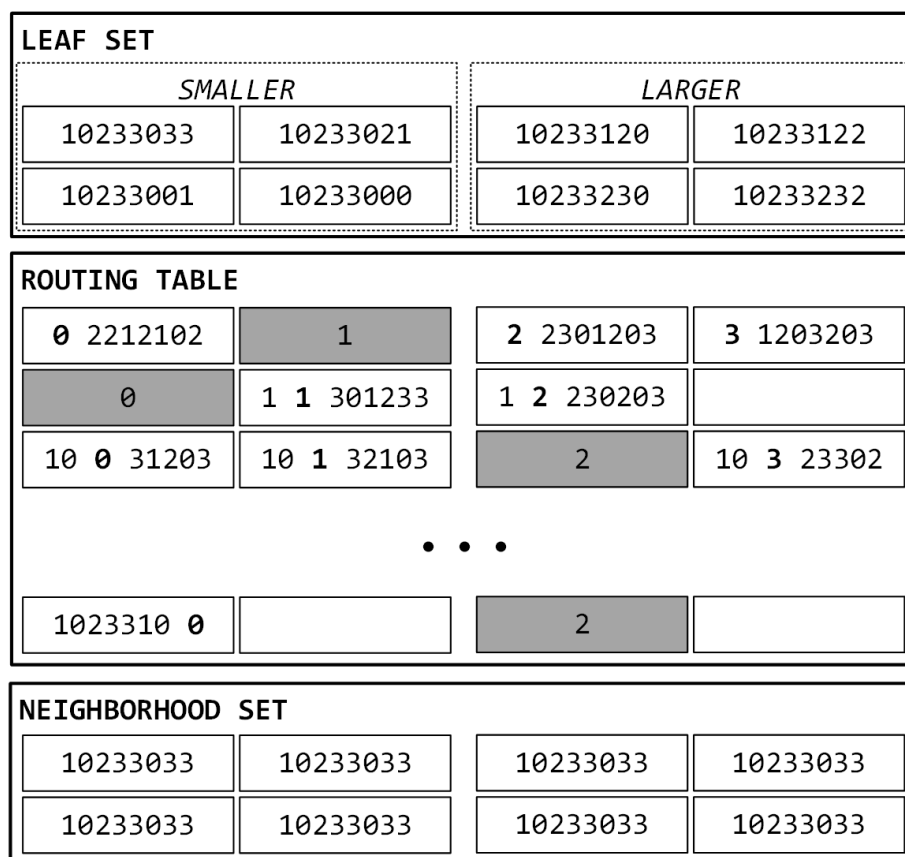 LEAF SET
SMALLER LARGER
10233033 10233021 10233120 10233122
10233001 10233000 10233230 10233232
ROUTING TABLE
0 2212102 1 2 2301203 3 1203203
0 1 1 301233 1 2 230203
10 0 31203 10 1 32103 2 10 3 23302
• • •
1023310 0 2
NEIGHBORHOOD SET
10233033 10233033 10233033 10233033
10233033 10233033 10233033 10233033